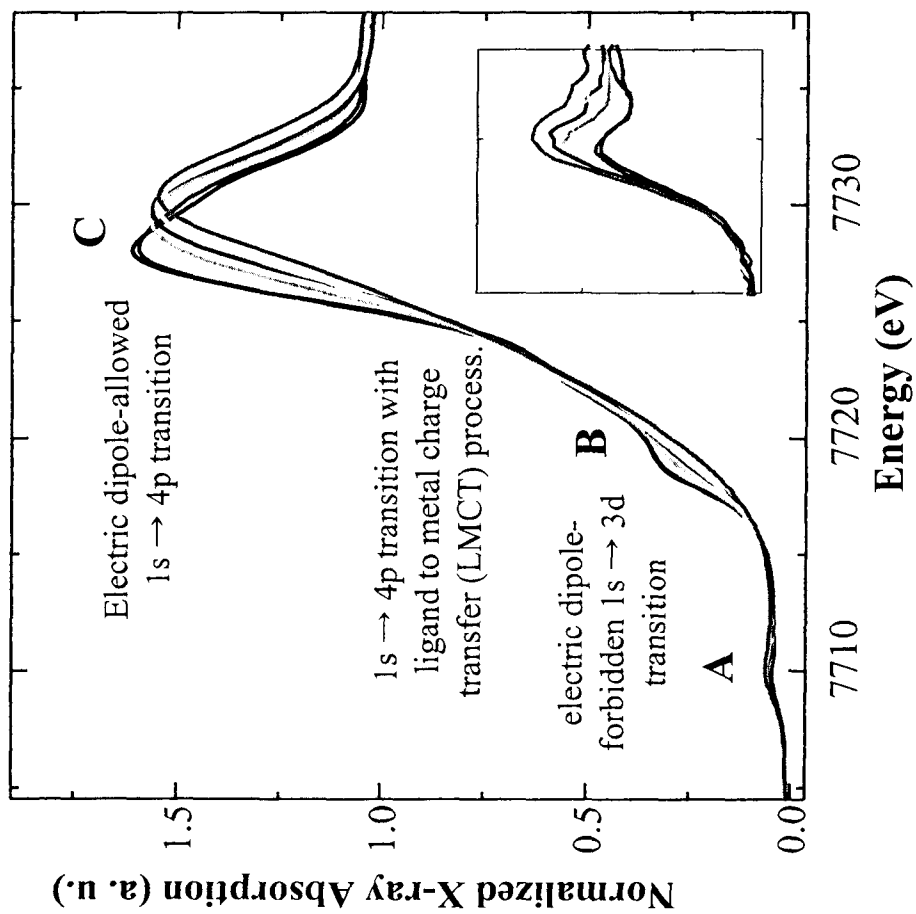 Normalized X-ray Absorption (a. u.)
1.5
1.0
0.5
0.0
C
Electric dipole-allowed
1s → 4p transition
1s → 4p transition with
ligand to metal charge
transfer (LMCT) process.
B
electric dipole-
forbidden 1s → 3d
transition
A
7710
7720
7730
Energy (eV)